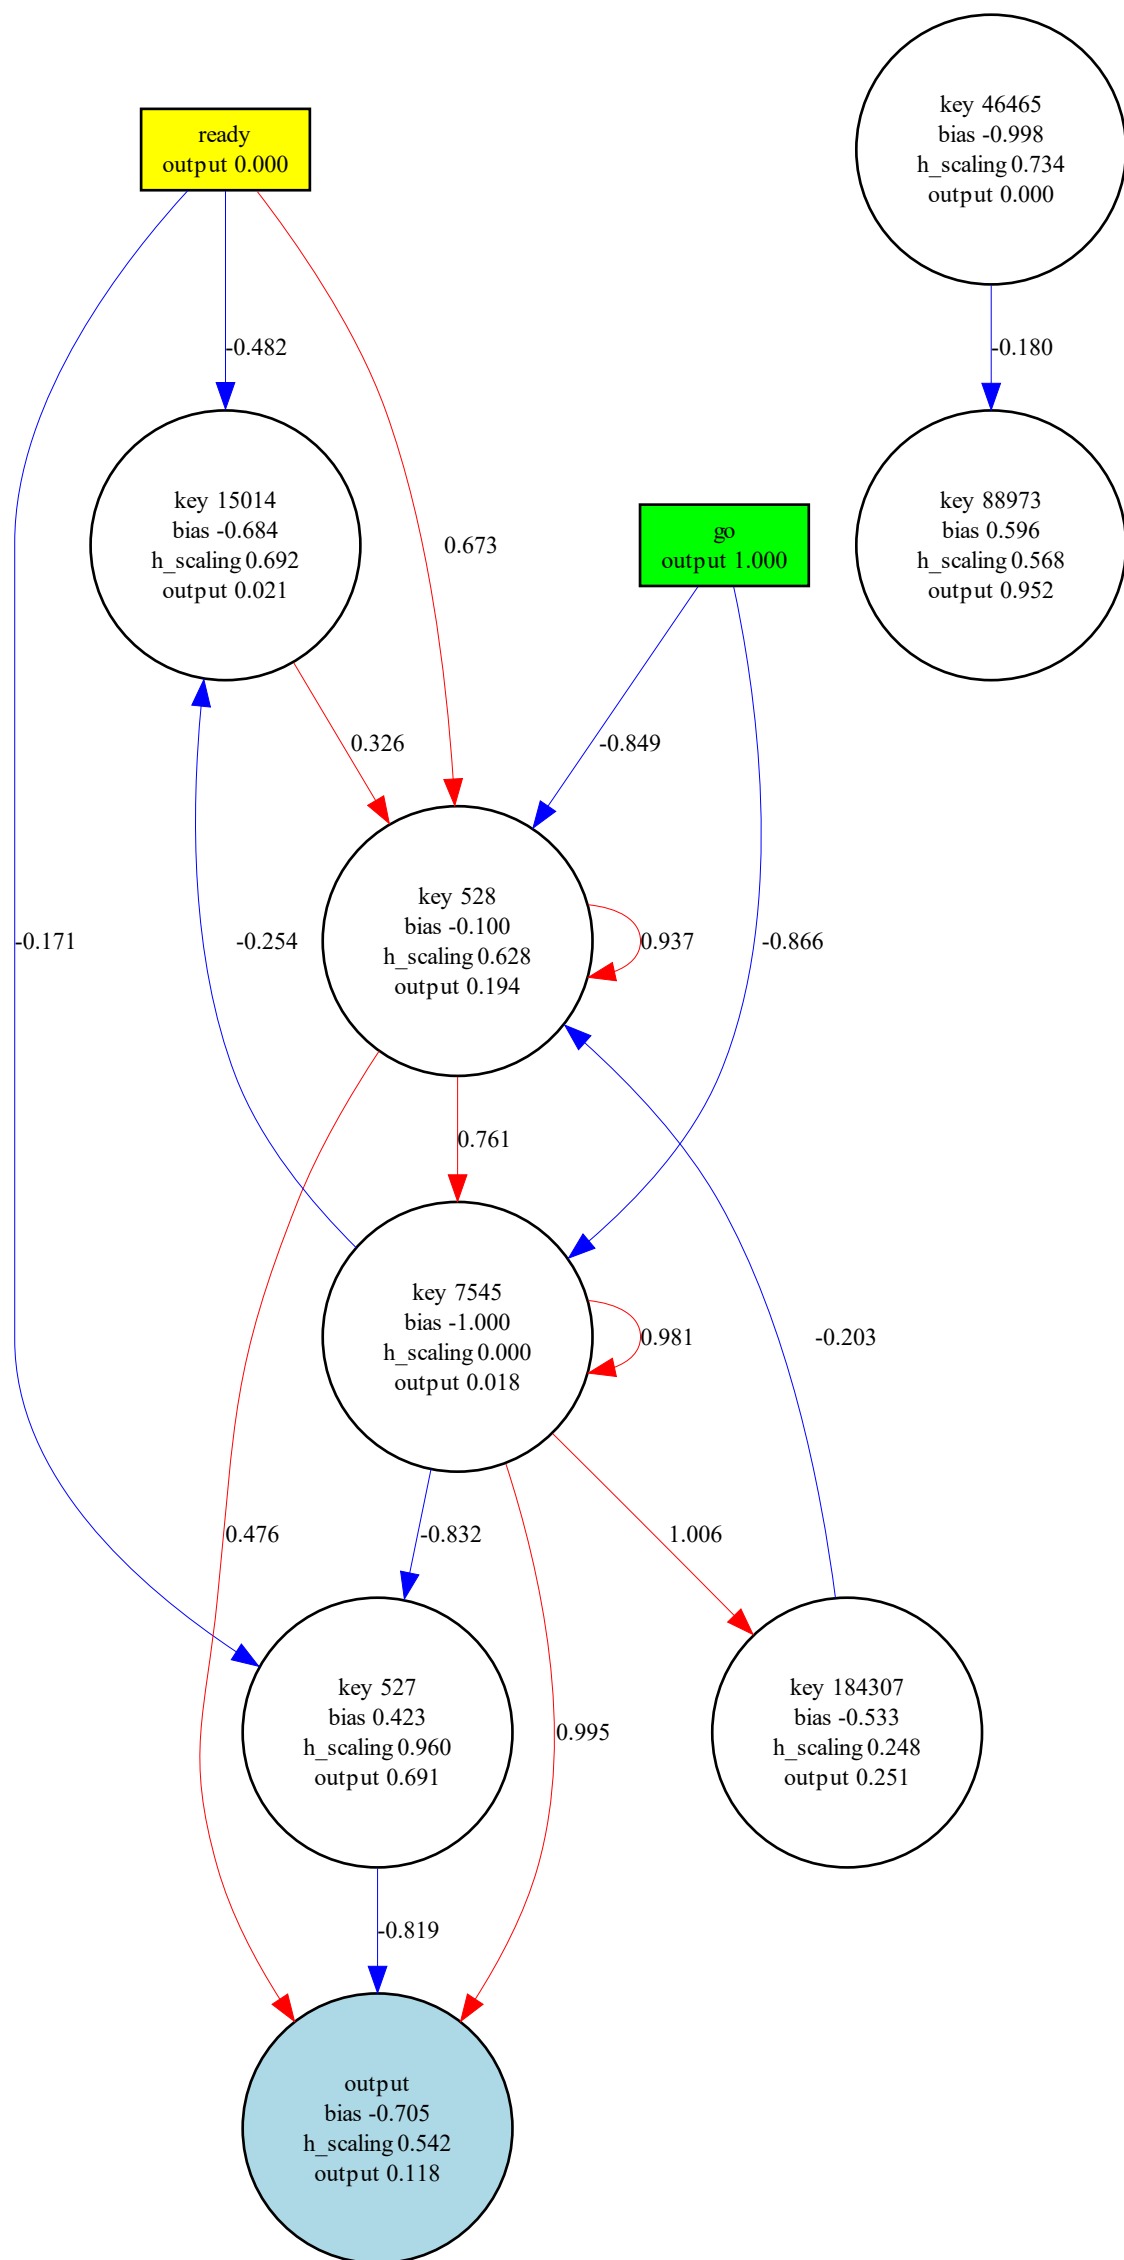 key 46465
bias -0.998
h_scaling 0.734
output 0.000
ready
output 0.000
-0.482
-0.180
key 15014
bias -0.684
h_scaling 0.692
output 0.021
0.673
go
output 1.000
key 88973
bias 0.596
h_scaling 0.568
output 0.952
0.326
-0.849
-0.171
-0.254
key 528
bias -0.100
h_scaling 0.628
output 0.194
0.937
-0.866
0.761
key 7545
bias -1.000
h_scaling 0.000
output 0.018
0.981
-0.203
0.476
-0.832
1.006
key 527
bias 0.423
h_scaling 0.960
output 0.691
0.995
key 184307
bias -0.533
h_scaling 0.248
output 0.251
-0.819
output
bias -0.705
h_scaling 0.542
output 0.118